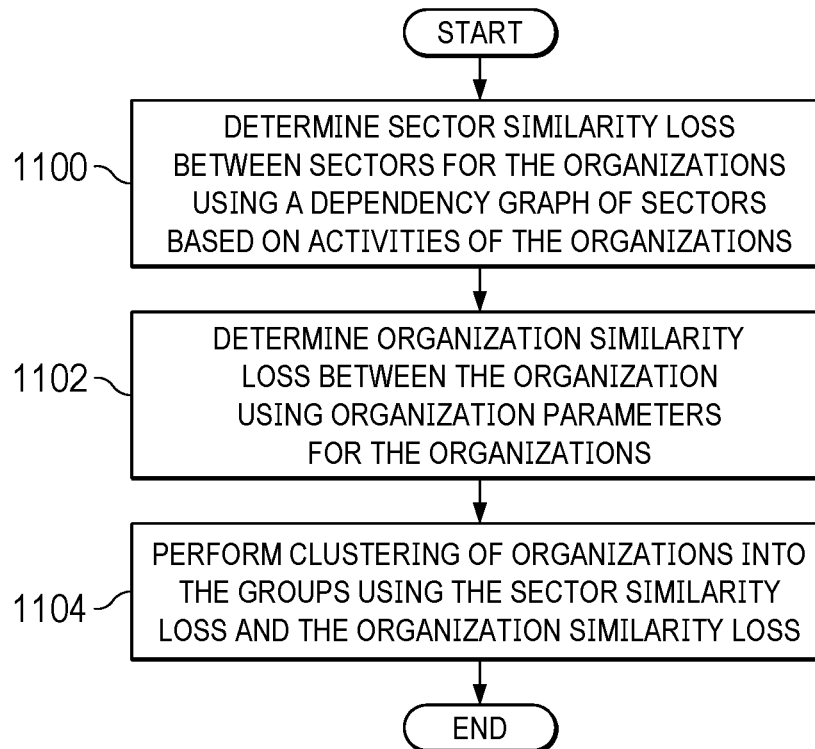 START
1100
DETERMINE SECTOR SIMILARITY LOSS
BETWEEN SECTORS FOR THE ORGANIZATIONS
USING A DEPENDENCY GRAPH OF SECTORS
BASED ON ACTIVITIES OF THE ORGANIZATIONS
1102
DETERMINE ORGANIZATION SIMILARITY
LOSS BETWEEN THE ORGANIZATION
USING ORGANIZATION PARAMETERS
FOR THE ORGANIZATIONS
1104
PERFORM CLUSTERING OF ORGANIZATIONS INTO
THE GROUPS USING THE SECTOR SIMILARITY
LOSS AND THE ORGANIZATION SIMILARITY LOSS
END